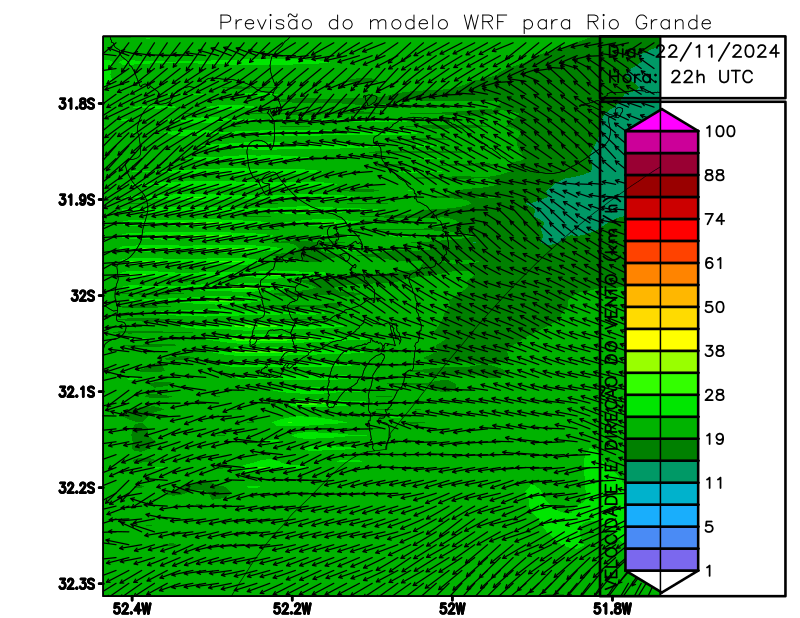 Previsão do modelo WRF para Rio Grande
Dia: 22/11/2024
Hora: 22h UTC
VELOCIDADE E DIREÇÃO DO VENTO (km/h)
100
88
74
61
50
38
28
19
11
5
1
31.8S
31.9S
32S
32.1S
32.2S
32.3S
52.4W
52.2W
52W
51.8W